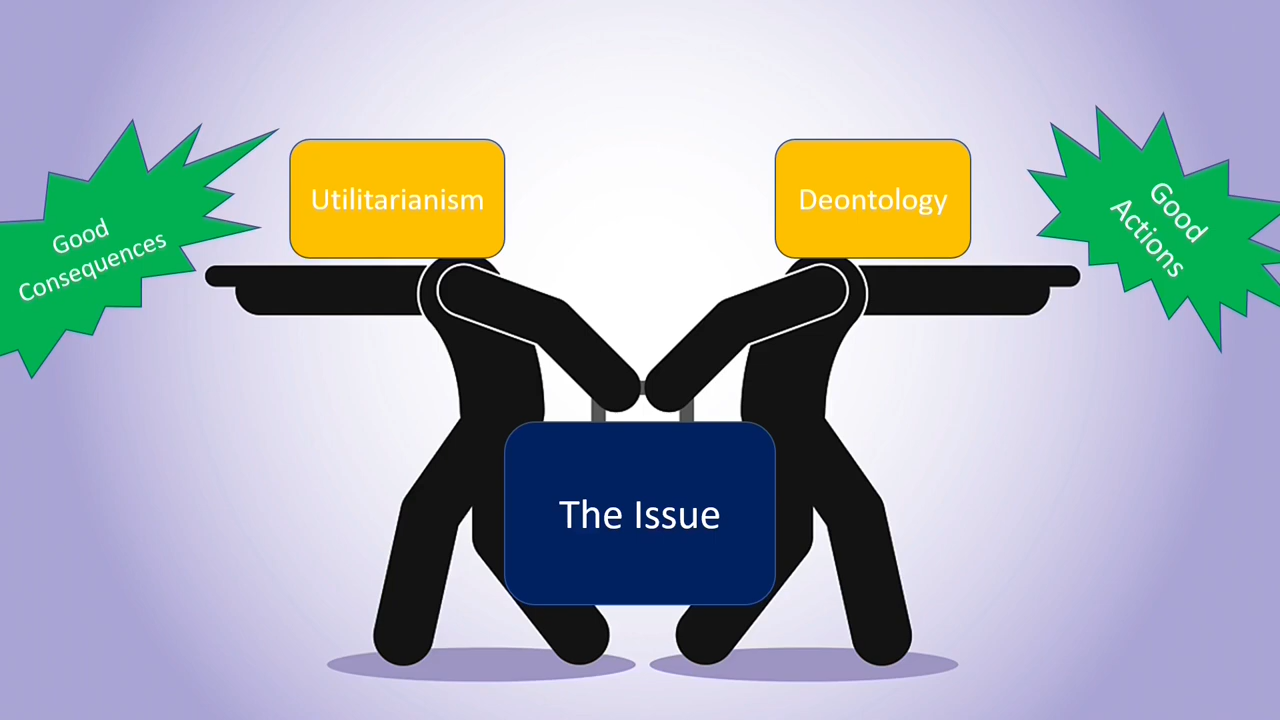 Utilitarianism
Deontology
Good
Consequences
Good
Actions
The Issue